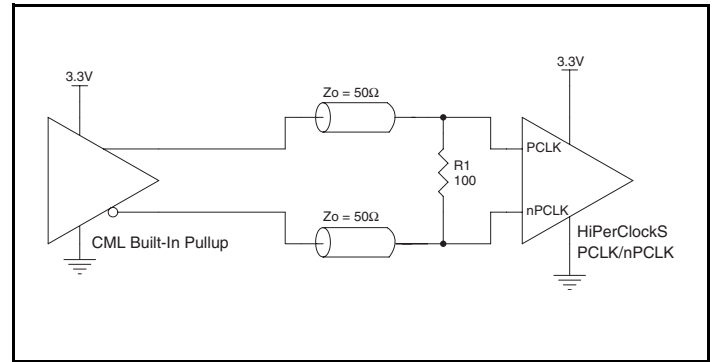 3.3V
3.3V
Zo = 50Ω
PCLK
R1
100
nPCLK
Zo = 50Ω
HiPerClockS
PCLK/nPCLK
CML Built-In Pullup